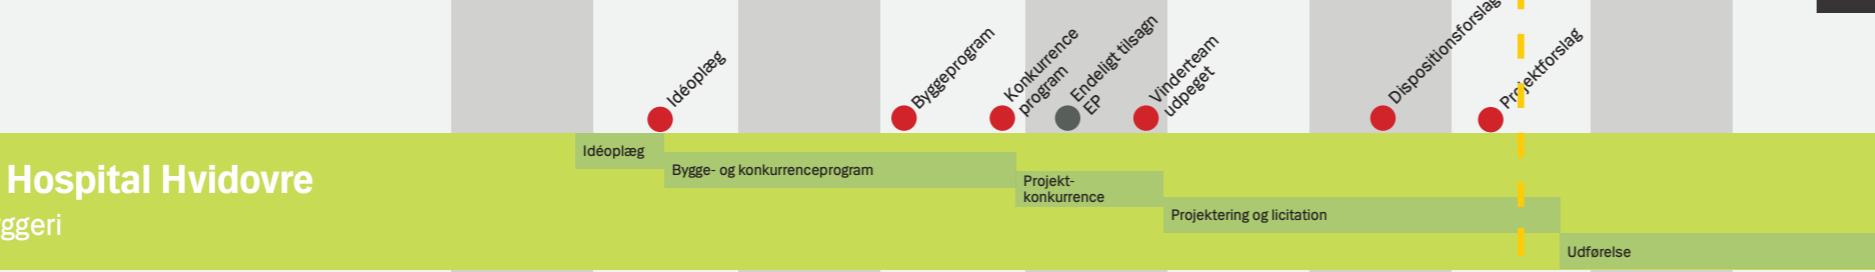 Idéoplæg
Byggeprogram
Konkurrence
program
Endeligt tilsagn
EP
Vinderteam
udpeget
Dispositionsforslag
Projektforslag
Idéoplæg
Hospital Hvidovre
Bygge- og konkurrenceprogram
Projekt-
konkurrence
Projektering og licitation
Udførelse